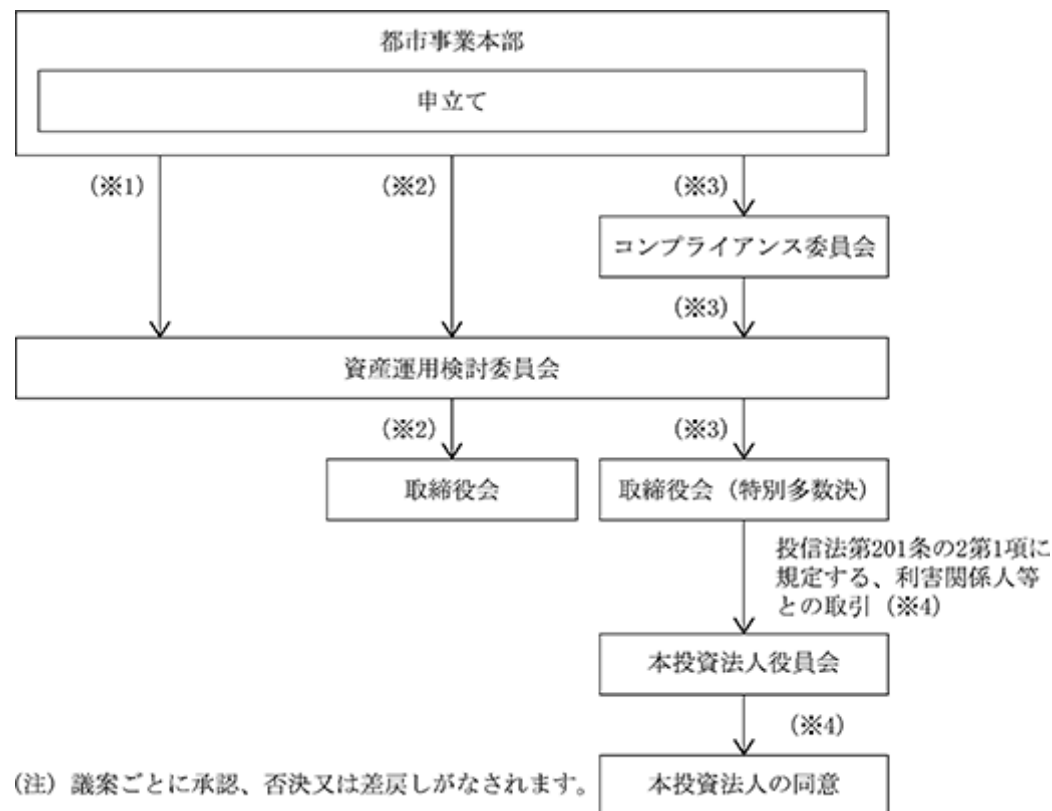 都市事業本部
申立て
(※1)
(※2)
(※3)
コンプライアンス委員会
(※3)
資産運用検討委員会
(※2)
(※3)
取締役会
取締役会（特別多数決）
投信法第201条の2第1項に
規定する、利害関係人等
との取引（※4）
本投資法人役員会
(※4)
(注) 議案ごとに承認、否決又は差戻しがなされます。
本投資法人の同意